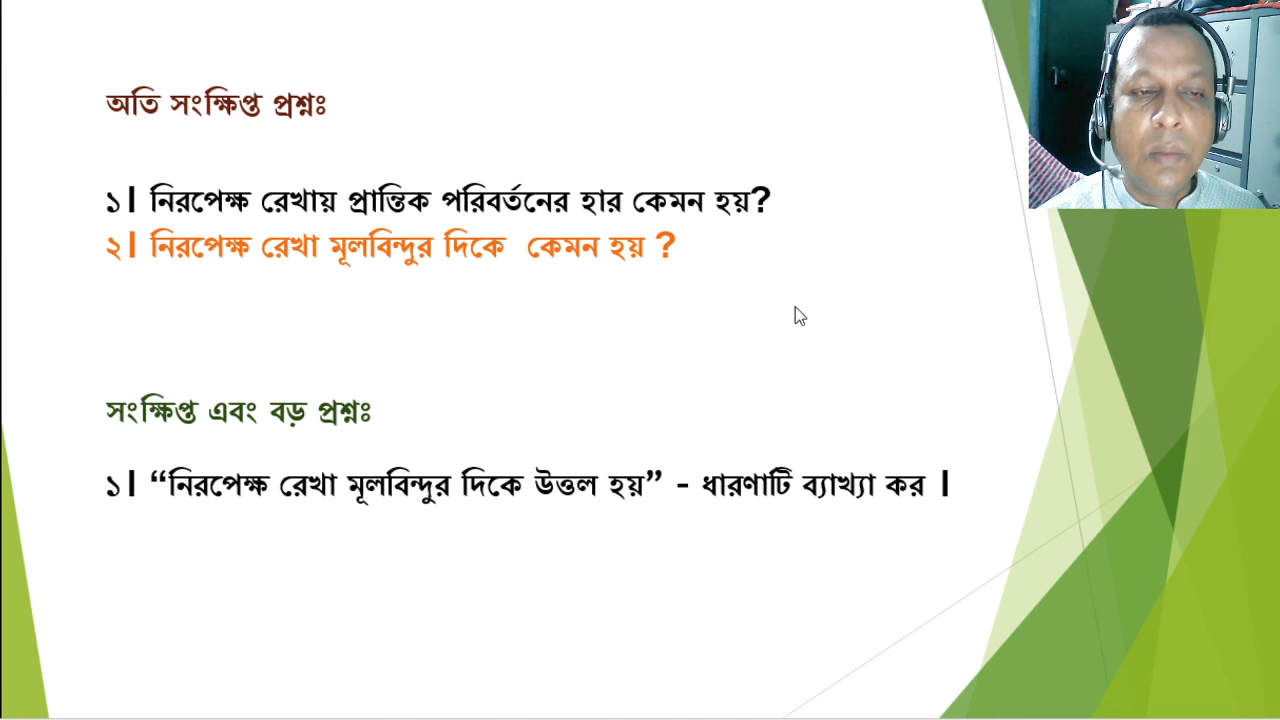 অতি সংক্ষিপ্ত প্রশ্নঃ
১। নিরপেক্ষ রেখায় প্রান্তিক পরিবর্তনের হার কেমন হয়?
২। নিরপেক্ষ রেখা মূলবিন্দুর দিকে কেমন হয় ?
সংক্ষিপ্ত এবং বড় প্রশ্নঃ
১। “নিরপেক্ষ রেখা মূলবিন্দুর দিকে উত্তল হয়” - ধারণাটি ব্যাখ্যা কর ।